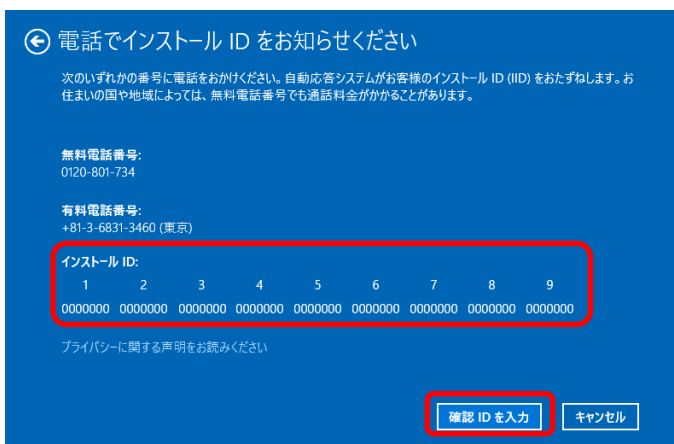 電話でインストール ID をお知らせください
次のいずれかの番号に電話をおかけください。自動応答システムがお客様のインストール ID (IID) をおたずねします。お
住まいの国や地域によっては、無料電話番号でも通話料金がかかることがあります。
無料電話番号:
0120-801-734
有料電話番号:
+81-3-6831-3460 (東京)
インストール ID:
1 2 3 4 5 6 7 8 9
0000000 0000000 0000000 0000000 0000000 0000000 0000000 0000000 0000000
プライバシーに関する声明をお読みください
確認 ID を入力 キャンセル